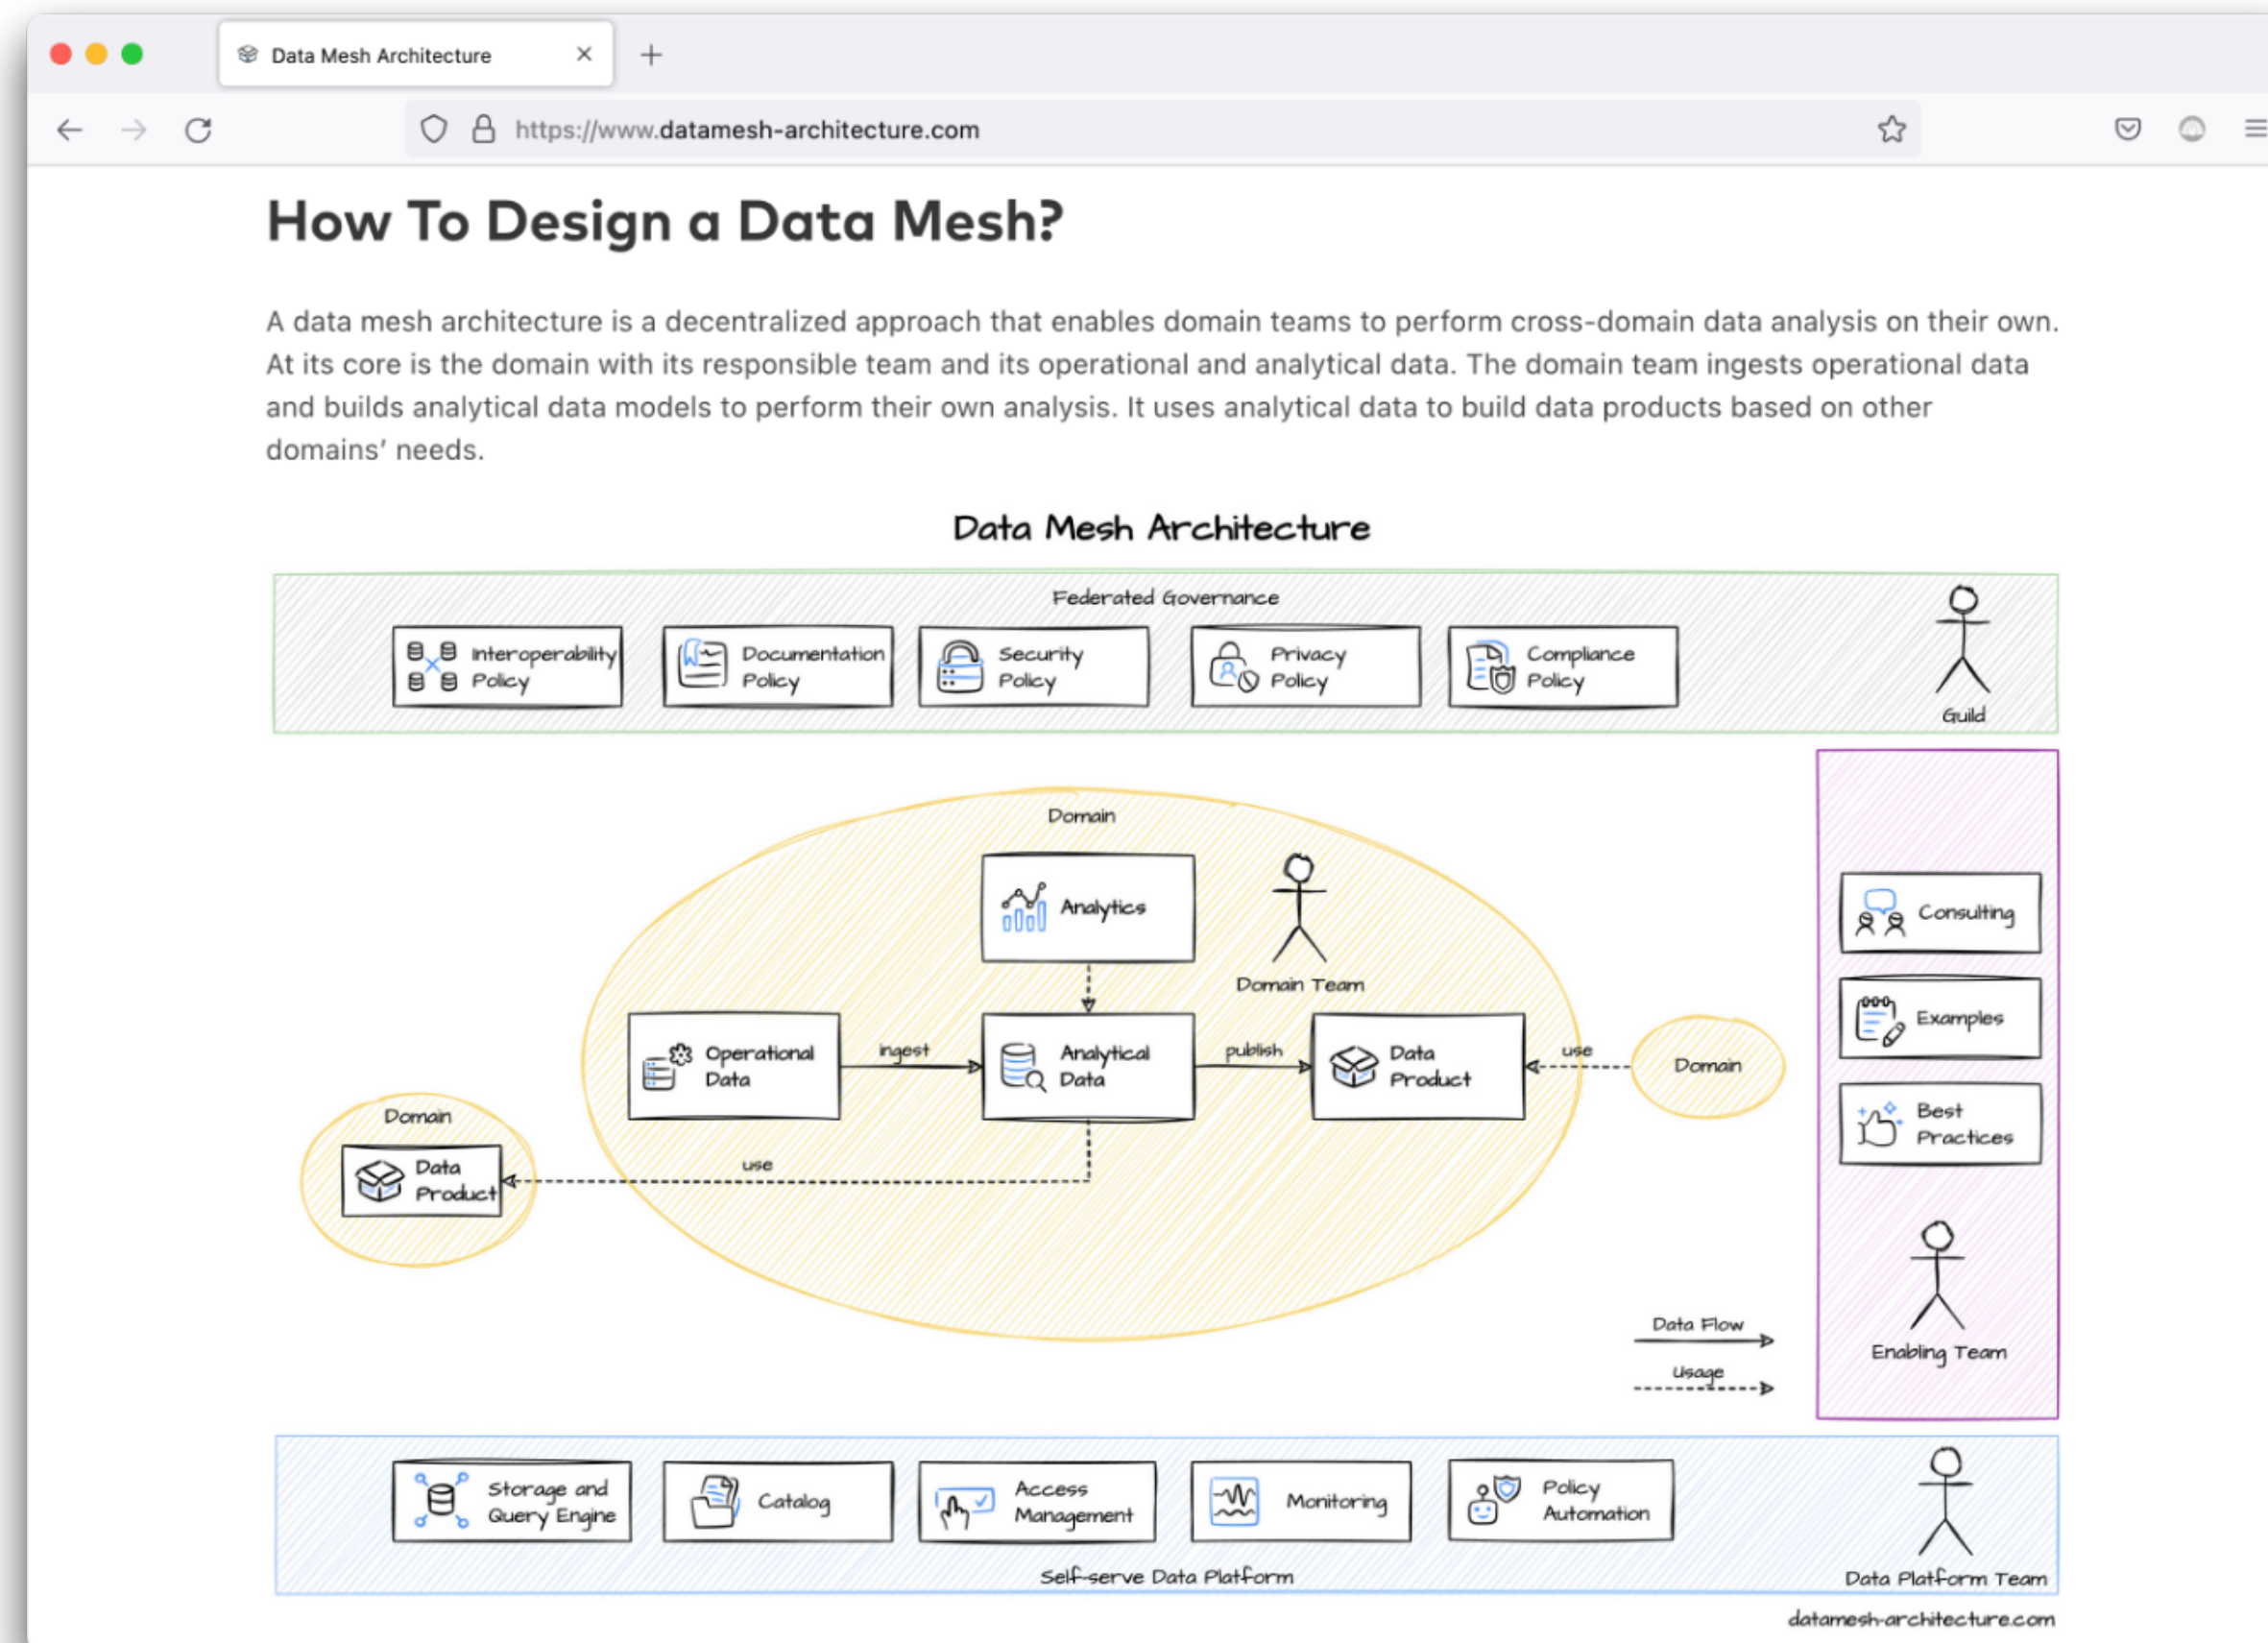 Data Mesh Architecture
https://www.datamesh-architecture.com
How To Design a Data Mesh?
A data mesh architecture is a decentralized approach that enables domain teams to perform cross-domain data analysis on their own.
At its core is the domain with its responsible team and its operational and analytical data. The domain team ingests operational data
and builds analytical data models to perform their own analysis. It uses analytical data to build data products based on other
domains’ needs.
Data Mesh Architecture
Federated Governance
Interoperability
Policy
Documentation
Policy
Security
Policy
Privacy
Policy
Compliance
Policy
Guild
Domain
Analytics
Domain Team
Operational
Data
ingest
Analytical
Data
publish
Data
Product
use
Domain
Domain
Data
Product
use
Consulting
Examples
Best
Practices
Enabling Team
Data Flow
Usage
Storage and
Query Engine
Catalog
Access
Management
Monitoring
Policy
Automation
Self-serve Data Platform
Data Platform Team
datamesh-architecture.com